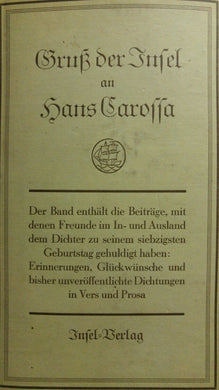 Gruß der Insel
an
Hans Carossa
Der Band enthält die Beiträge, mit
denen Freunde im In- und Ausland
dem Dichter zu seinem siebzigsten
Geburtstag gehuldigt haben:
Erinnerungen, Glückwünsche und
bisher unveröffentlichte Dichtungen
in Vers und Prosa
Insel-Verlag